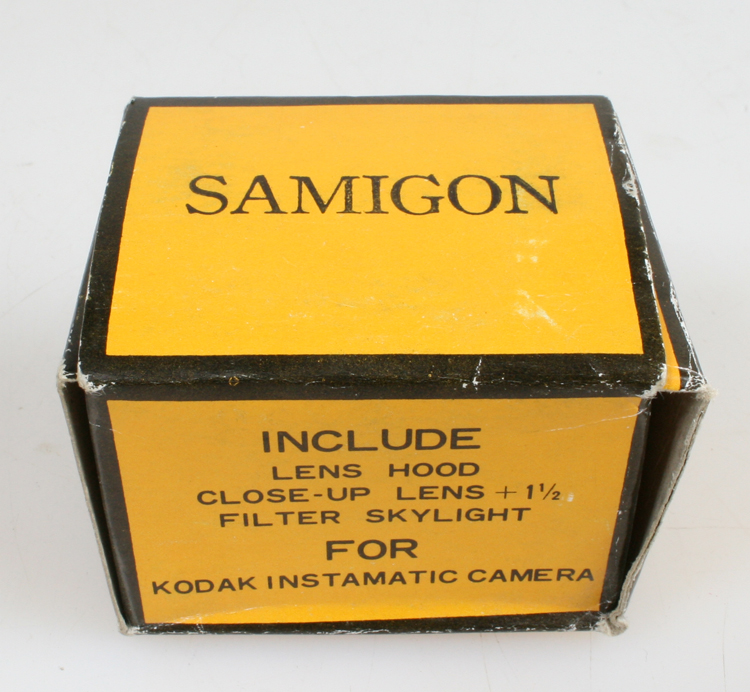 SAMIGON
INCLUDE
LENS HOOD
CLOSE-UP LENS + 1½
FILTER SKYLIGHT
FOR
KODAK INSTAMATIC CAMERA